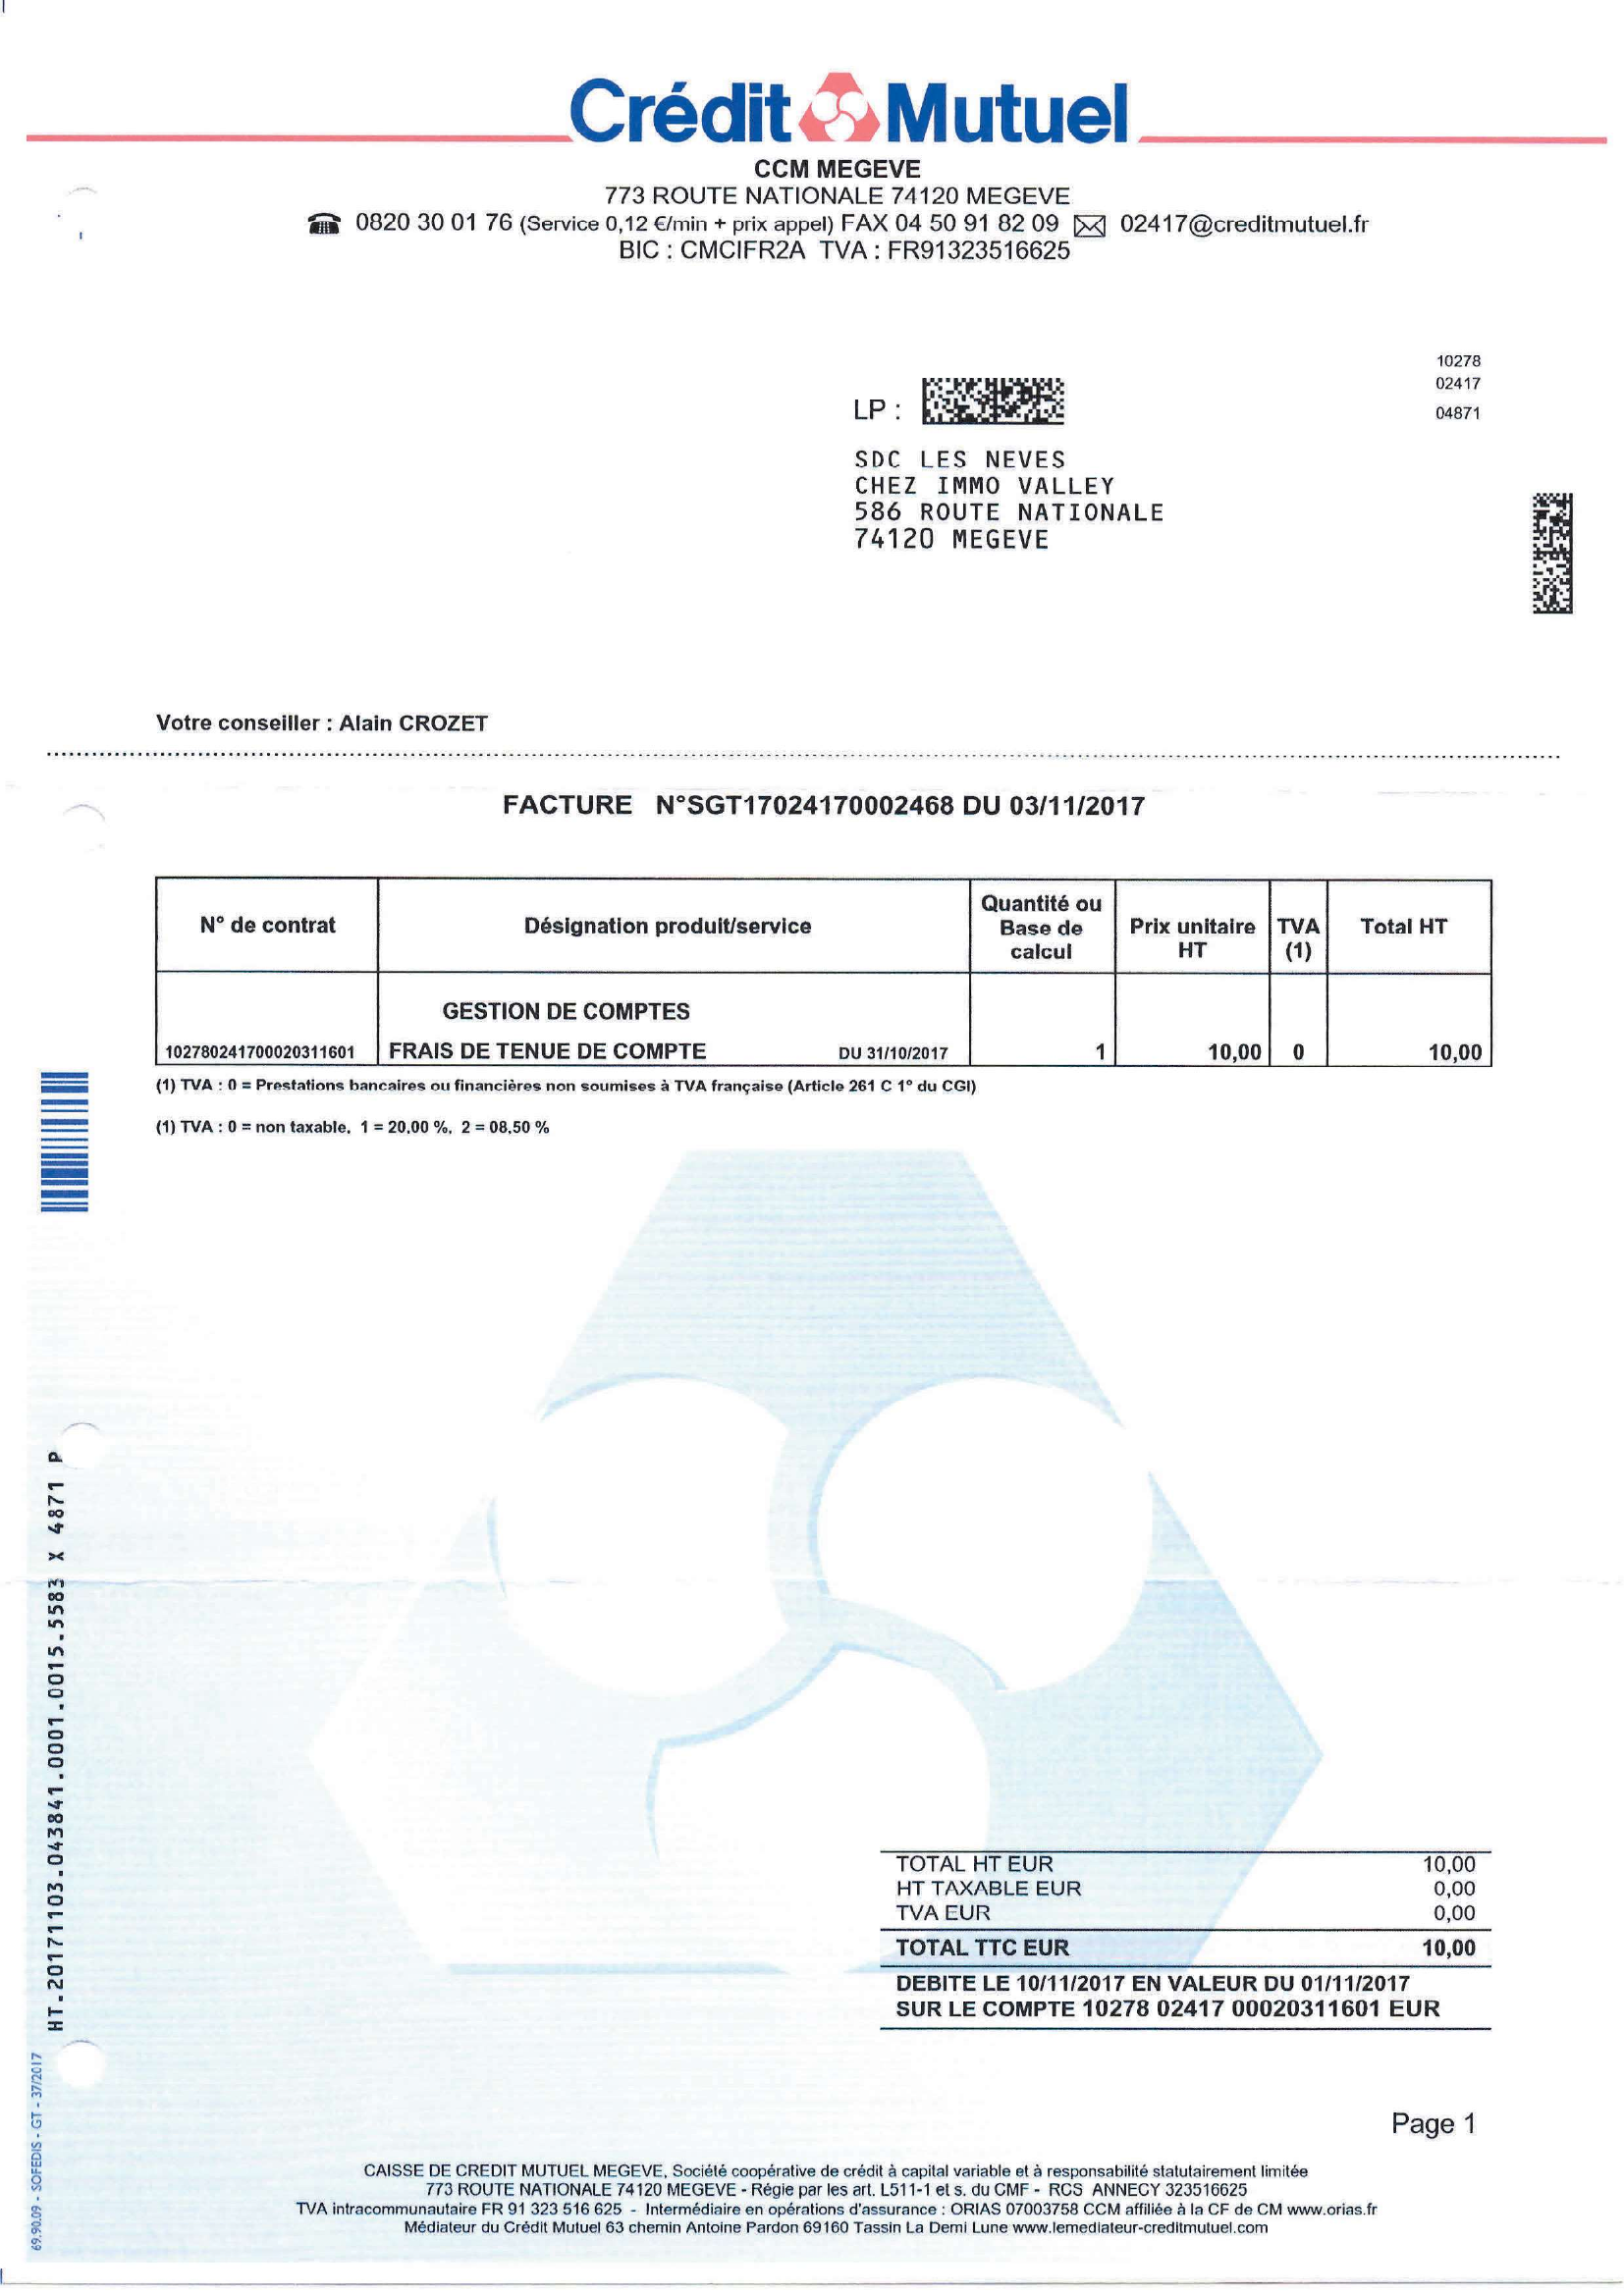 Crédit Mutuel
CCM MEGEVE
773 ROUTE NATIONALE 74120 MEGEVE
0820 30 01 76 (Service 0,12 €/min + prix appel) FAX 04 50 91 82 09 02417@creditmutuel.fr
BIC : CMCIFR2A TVA : FR91323516625
10278
02417
04871
LP :
SDC LES NEVES
CHEZ IMMO VALLEY
586 ROUTE NATIONALE
74120 MEGEVE
Votre conseiller : Alain CROZET
FACTURE N°SGT17024170002468 DU 03/11/2017
N° de contrat Désignation produit/service Quantité ou Base de calcul Prix unitaire HT TVA (1) Total HT
GESTION DE COMPTES
102780241700020311601 FRAIS DE TENUE DE COMPTE DU 31/10/2017 1 10,00 0 10,00
(1) TVA : 0 = Prestations bancaires ou financières non soumises à TVA française (Article 261 C 1° du CGI)
(1) TVA : 0 = non taxable, 1 = 20,00 %, 2 = 08,50 %
TOTAL HT EUR 10,00
HT TAXABLE EUR 0,00
TVA EUR 0,00
TOTAL TTC EUR 10,00
DEBITE LE 10/11/2017 EN VALEUR DU 01/11/2017
SUR LE COMPTE 10278 02417 00020311601 EUR
HT.20171103.043841.0001.0015.5583 X 4871 P
69.90.09 - SOFEDIS - GT - 37/2017
Page 1
CAISSE DE CREDIT MUTUEL MEGEVE, Société coopérative de crédit à capital variable et à responsabilité statutairement limitée
773 ROUTE NATIONALE 74120 MEGEVE - Régie par les art. L511-1 et s. du CMF - RCS ANNECY 323516625
TVA intracommunautaire FR 91 323 516 625 - Intermédiaire en opérations d'assurance : ORIAS 07003758 CCM affiliée à la CF de CM www.orias.fr
Médiateur du Crédit Mutuel 63 chemin Antoine Pardon 69160 Tassin La Demi Lune www.lemediateur-creditmutuel.com